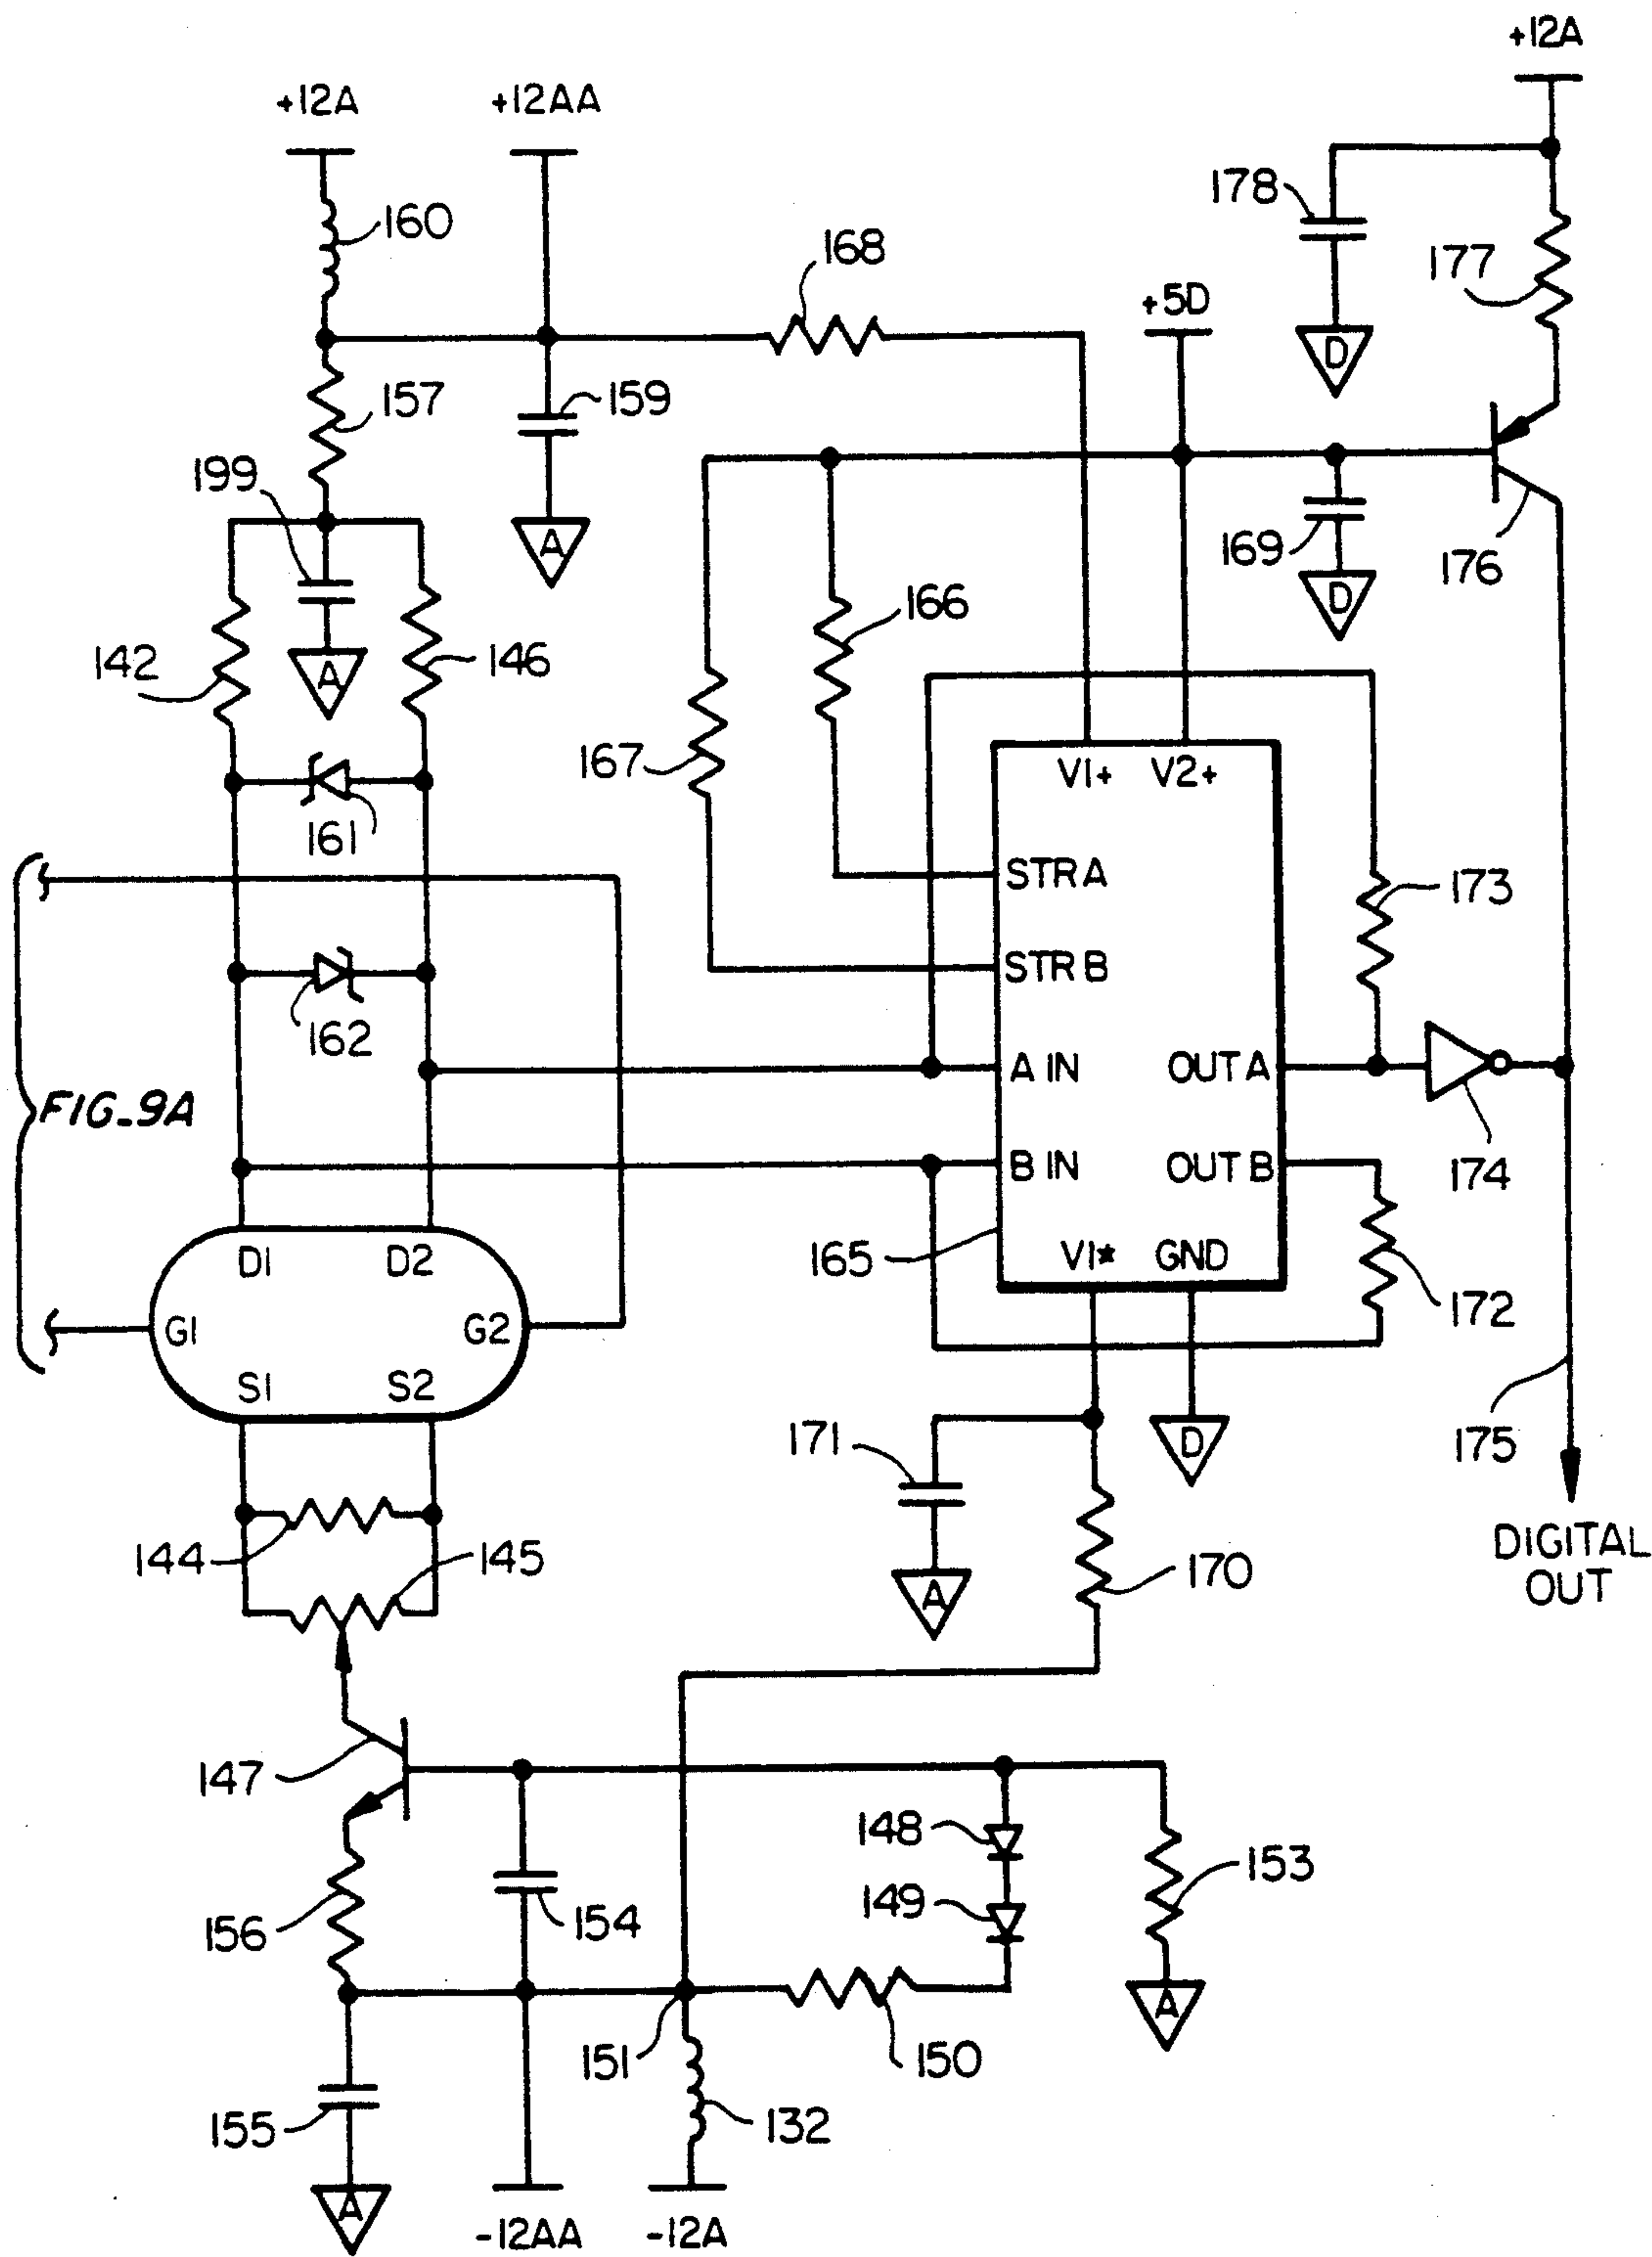 +12A
+12A
+12AA
178
160
168
177
+5D
157
159
D
199
A
169
176
D
142
A
146
166
167
V1+ V2+
161
STR A
173
STR B
162
A IN OUT A
FIG_9A
B IN OUT B
174
D1 D2
165
V1* GND
172
G1 G2
S1 S2
171
D
175
144
145
A
170
DIGITAL
OUT
147
148
153
149
156
154
A
151
150
155
132
A
-12AA
-12A